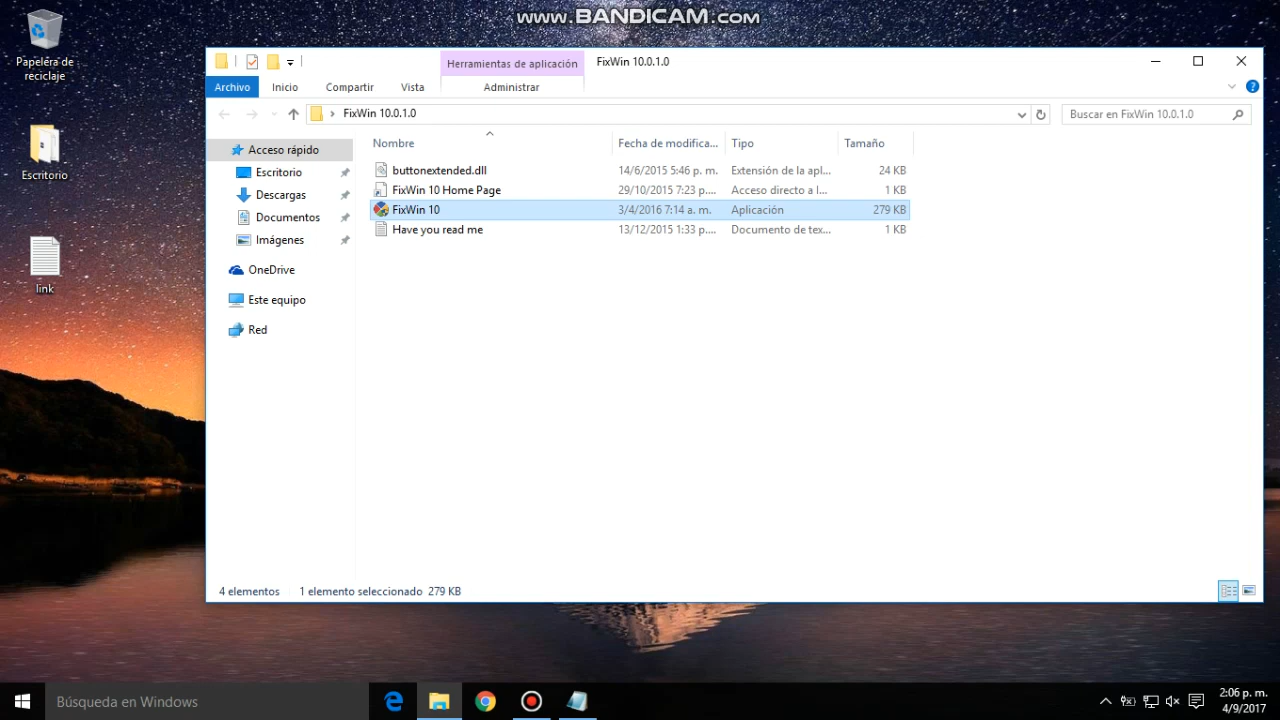 www.BANDICAM.com
Papelera de
reciclaje
Escritorio
link
Herramientas de aplicación
FixWin 10.0.1.0
Archivo
Inicio
Compartir
Vista
Administrar
FixWin 10.0.1.0
Buscar en FixWin 10.0.1.0
Acceso rápido
Escritorio
Descargas
Documentos
Imágenes
OneDrive
Este equipo
Red
Nombre Fecha de modifica... Tipo Tamaño
buttonextended.dll 14/6/2015 5:46 p. m. Extensión de la apl... 24 KB
FixWin 10 Home Page 29/10/2015 7:23 p.... Acceso directo a I... 1 KB
FixWin 10 3/4/2016 7:14 a. m. Aplicación 279 KB
Have you read me 13/12/2015 1:33 p.... Documento de tex... 1 KB
4 elementos 1 elemento seleccionado 279 KB
Búsqueda en Windows
2:06 p. m.
4/9/2017